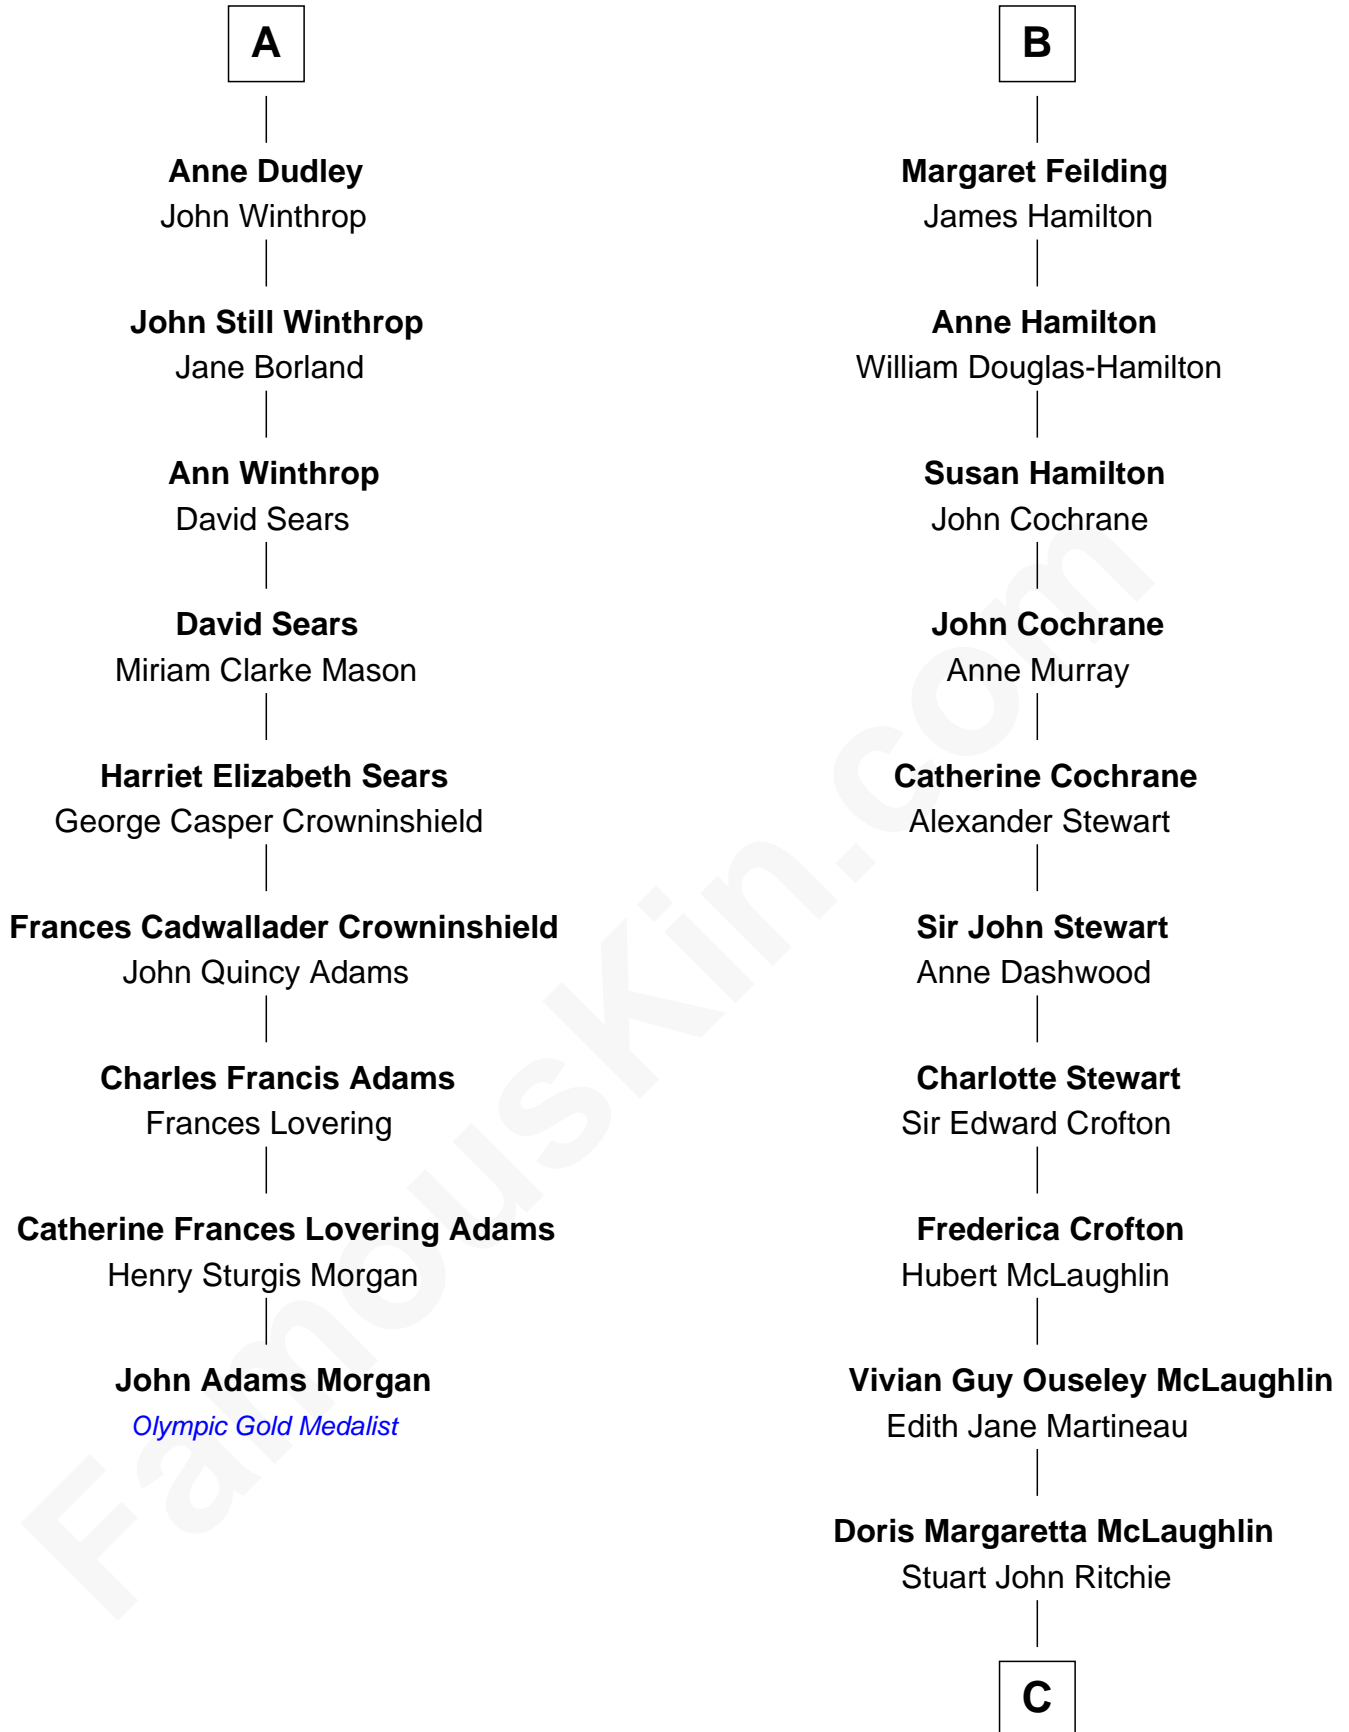 A
Anne Dudley
John Winthrop
John Still Winthrop
Jane Borland
Ann Winthrop
David Sears
David Sears
Miriam Clarke Mason
Harriet Elizabeth Sears
George Casper Crowninshield
Frances Cadwallader Crowninshield
John Quincy Adams
Charles Francis Adams
Frances Lovering
Catherine Frances Lovering Adams
Henry Sturgis Morgan
John Adams Morgan
Olympic Gold Medalist
B
Margaret Feilding
James Hamilton
Anne Hamilton
William Douglas-Hamilton
Susan Hamilton
John Cochrane
John Cochrane
Anne Murray
Catherine Cochrane
Alexander Stewart
Sir John Stewart
Anne Dashwood
Charlotte Stewart
Sir Edward Crofton
Frederica Crofton
Hubert McLaughlin
Vivian Guy Ouseley McLaughlin
Edith Jane Martineau
Doris Margaretta McLaughlin
Stuart John Ritchie
C
FamousKin.com